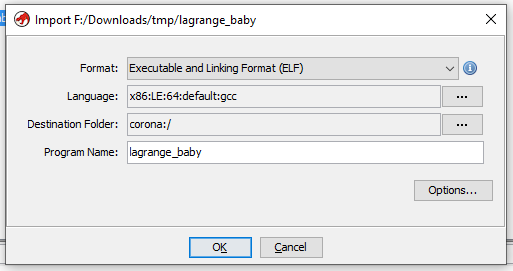 Import F:/Downloads/tmp/lagrange_baby
Format: Executable and Linking Format (ELF)
Language: x86:LE:64:default:gcc ...
Destination Folder: corona:/ ...
Program Name: lagrange_baby
Options...
OK Cancel